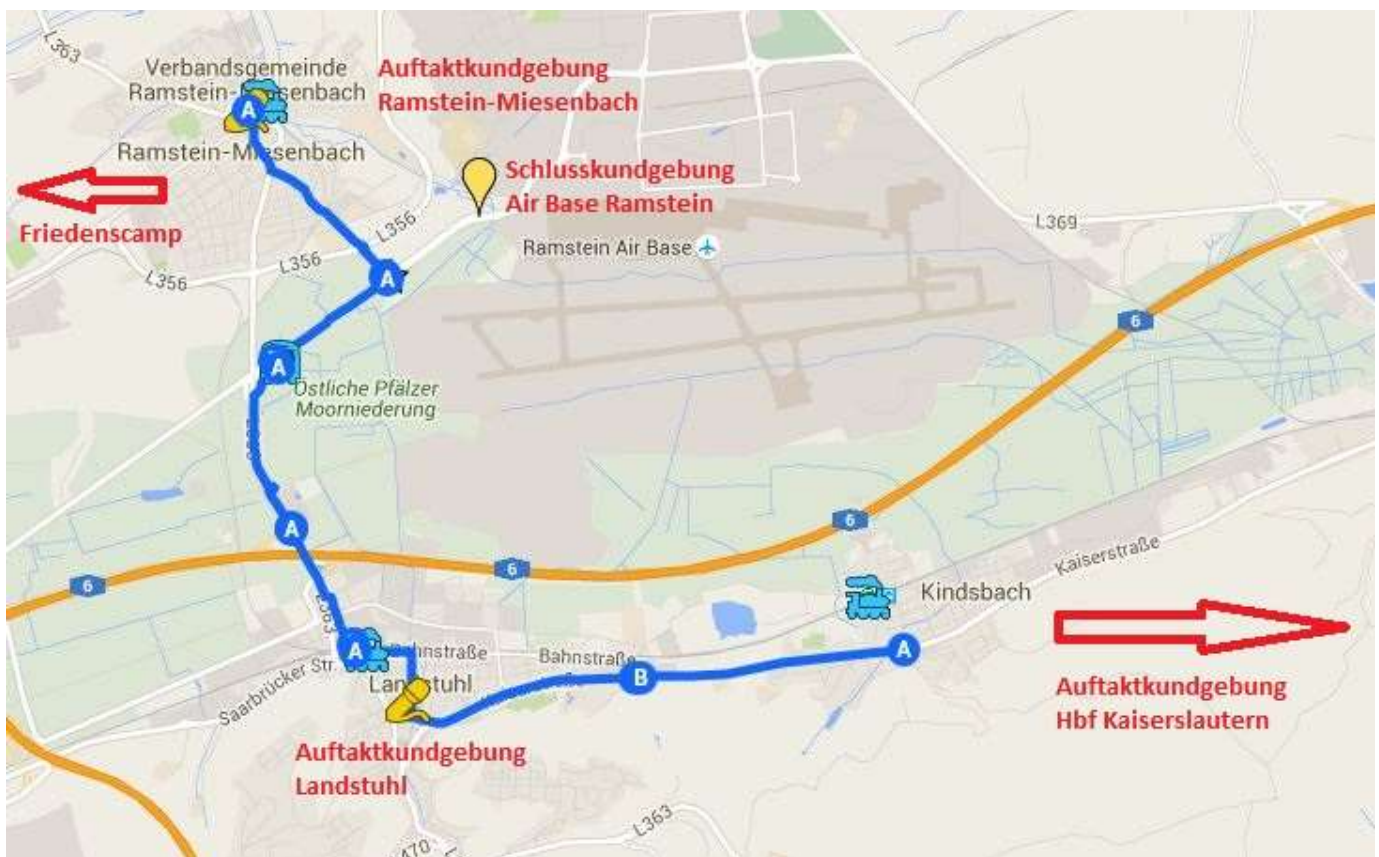 L363
Verbandsgemeinde
Ramstein-Miesenbach
A
Ramstein-Miesenbach
Auftaktkundgebung
Ramstein-Miesenbach
Schlusskundgebung
Air Base Ramstein
Friedenscamp
L356
L356
L356
A
Ramstein Air Base
L369
6
A
Östliche Pfälzer
Moorniederung
A
6
6
6
Kindsbach
Kaiserstraße
L363
A
Bahnstraße
Bahnstraße
A
B
Saarbrücker Str.
Landstuhl
Auftaktkundgebung
Landstuhl
Auftaktkundgebung
Hbf Kaiserslautern
L363